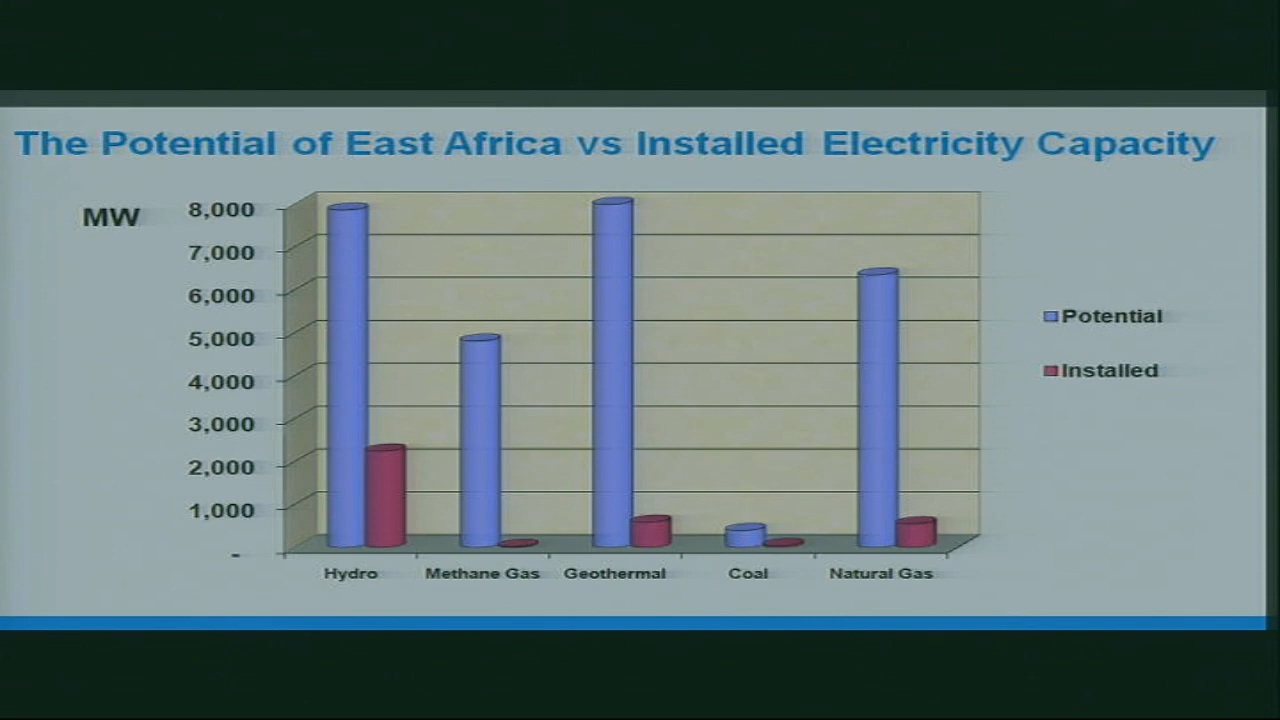 The Potential of East Africa vs Installed Electricity Capacity
MW
8,000
7,000
6,000
5,000
4,000
3,000
2,000
1,000
-
Hydro
Methane Gas
Geothermal
Coal
Natural Gas
Potential
Installed